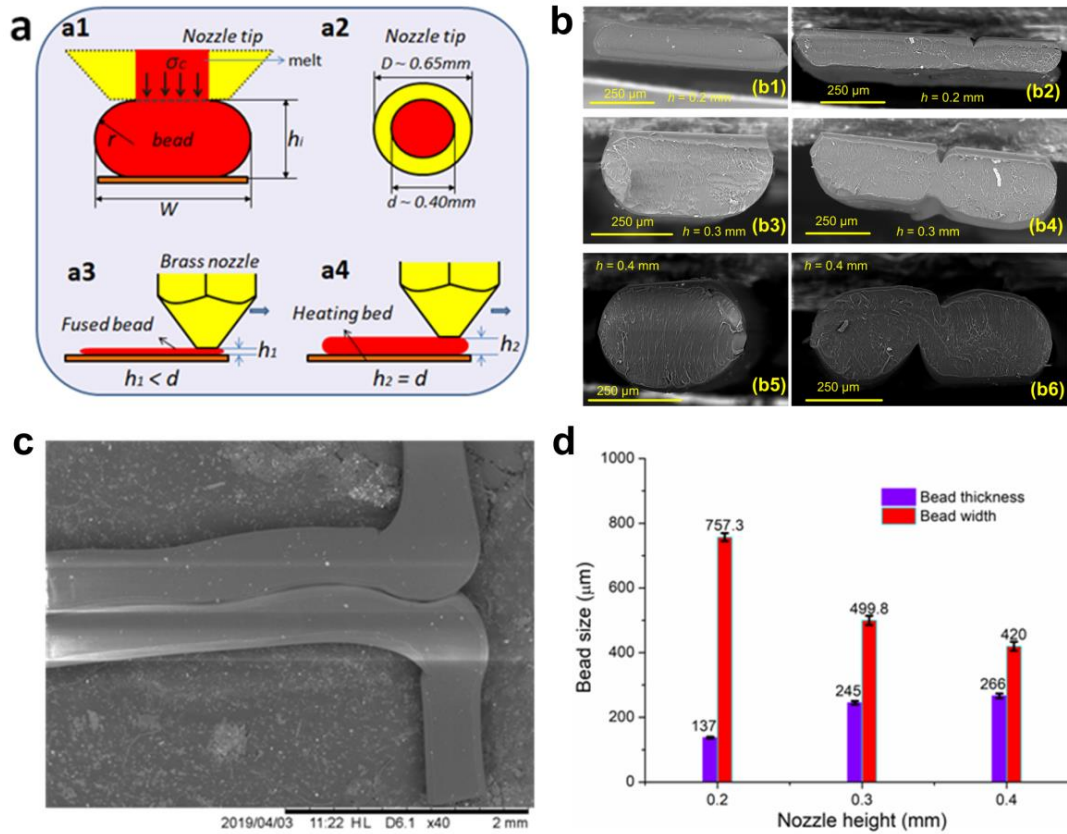 a
a1
Nozzle tip
σc
melt
bead
r
hi
W
a2
Nozzle tip
D ~ 0.65mm
d ~ 0.40mm
a3
Brass nozzle
Fused bead
h1
h1 < d
a4
Heating bed
h2
h2 = d
b
250 µm
h = 0.2 mm
(b1)
250 µm
h = 0.2 mm
(b2)
250 µm
h = 0.3 mm
(b3)
250 µm
h = 0.3 mm
(b4)
h = 0.4 mm
250 µm
(b5)
h = 0.4 mm
250 µm
(b6)
c
2019/04/03 11:22 HL D6.1 x40 2 mm
d
Bead size (µm)
1000
800
600
400
200
0
Bead thickness
Bead width
757.3
137
499.8
245
420
266
0.2 0.3 0.4
Nozzle height (mm)